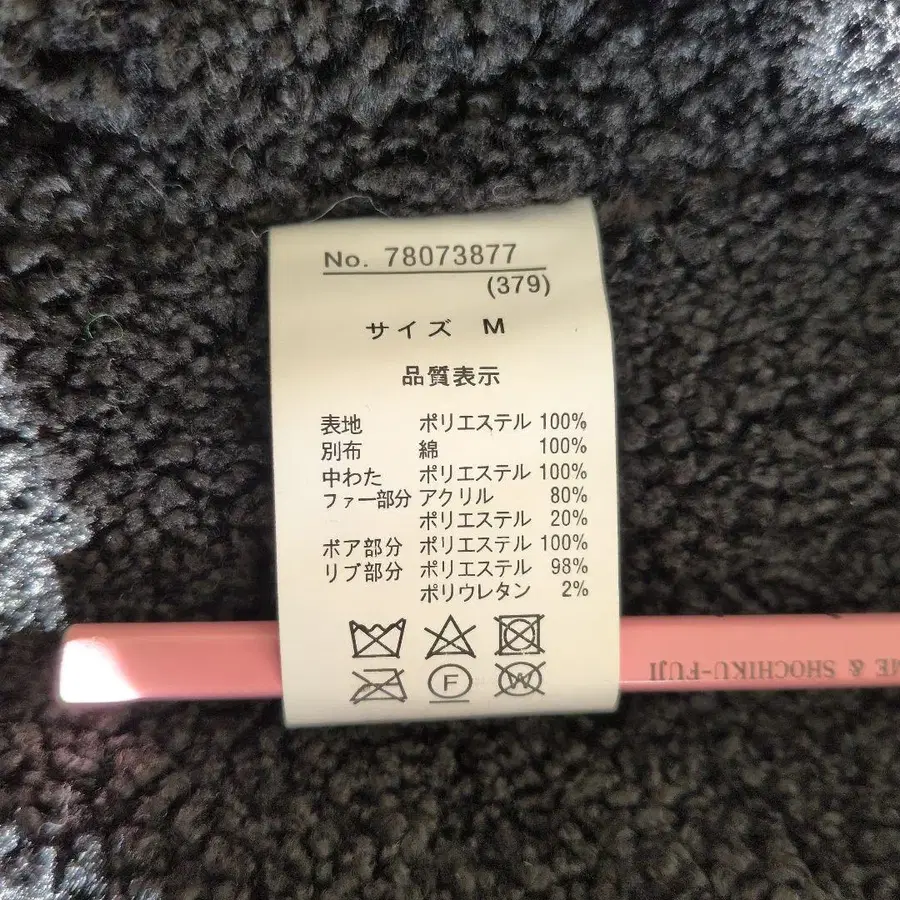 No. 78073877
(379)
サイズ M
品質表示
表地 ポリエステル 100%
別布 綿 100%
中わた ポリエステル 100%
ファー部分 アクリル 80%
ポリエステル 20%
ボア部分 ポリエステル 100%
リブ部分 ポリエステル 98%
ポリウレタン 2%
F W
ME & SHOCHIKU-FUJI